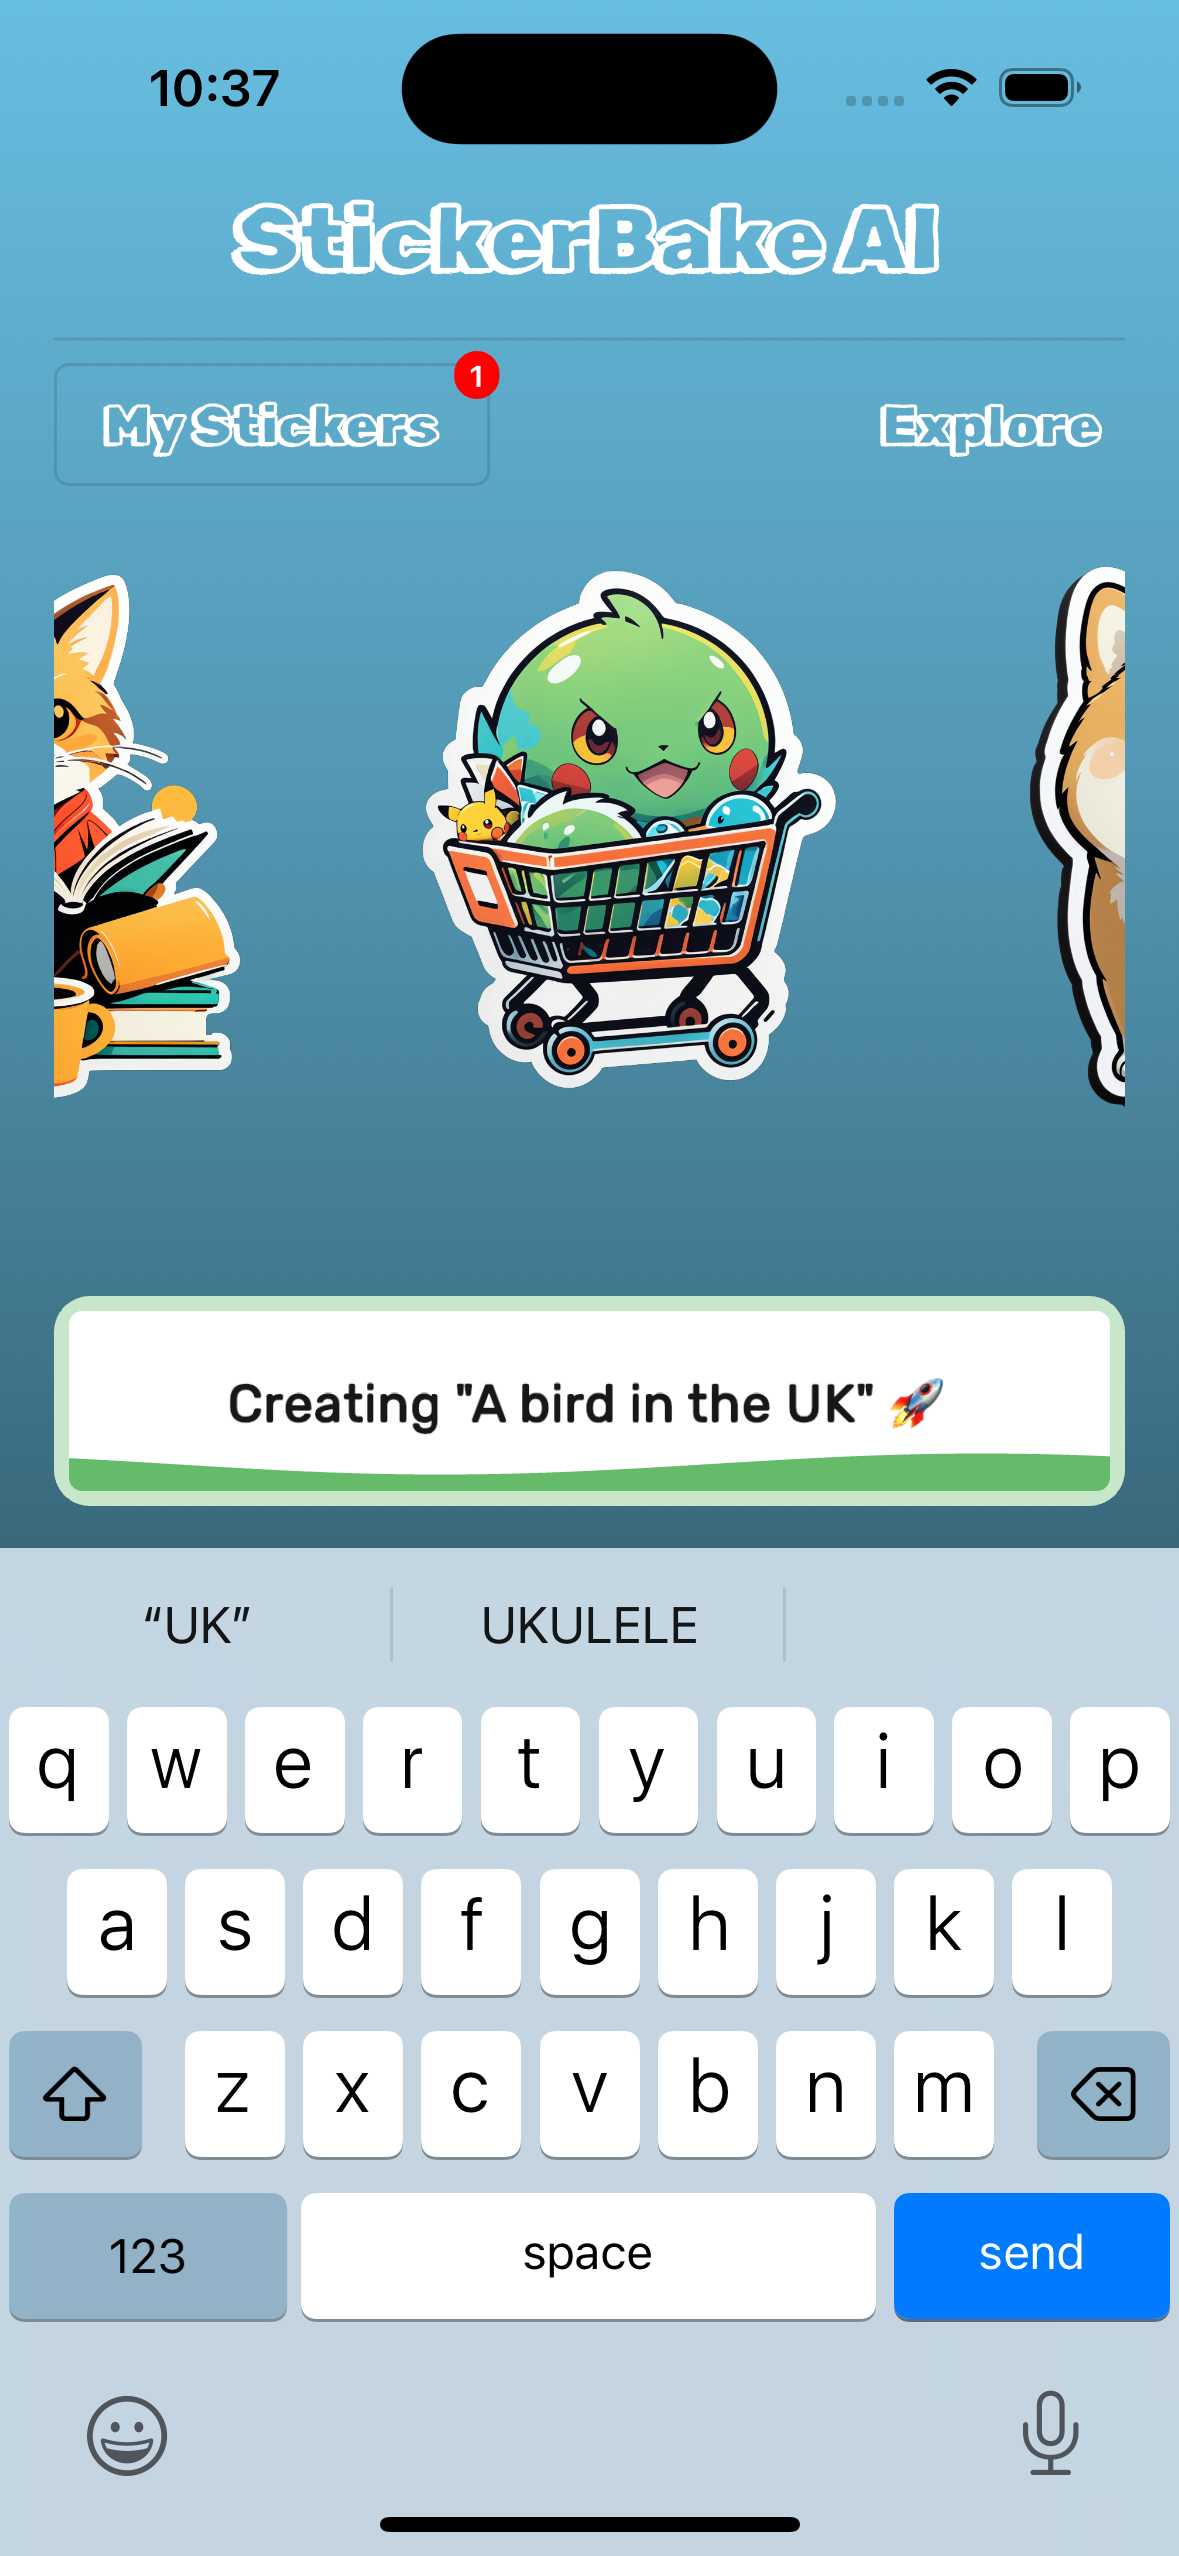 10:37
StickerBake AI
My Stickers
1
Explore
Creating "A bird in the UK" 🚀
“UK”
UKULELE
q w e r t y u i o p
a s d f g h j k l
z x c v b n m
123
space
send